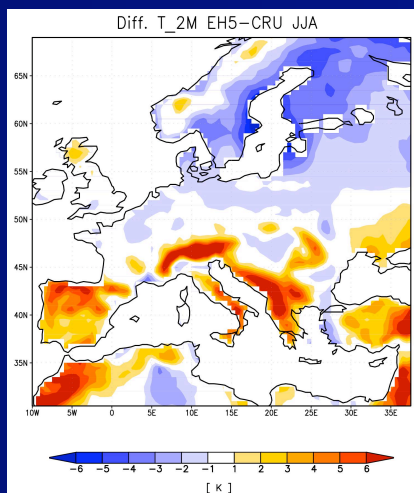 Diff. T_2M EH5-CRU JJA
65N
60N
55N
50N
45N
40N
35N
10W 5W 0 5E 10E 15E 20E 25E 30E 35E
-6 -5 -4 -3 -2 -1 1 2 3 4 5 6
[ K ]